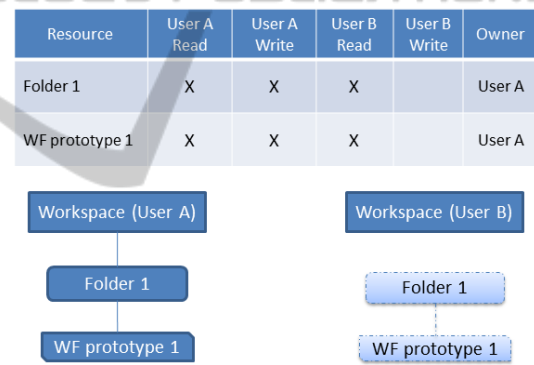 Resource User A Read User A Write User B Read User B Write Owner
Folder 1 X X X User A
WF prototype 1 X X X User A
Workspace (User A) Workspace (User B)
Folder 1 Folder 1
WF prototype 1 WF prototype 1